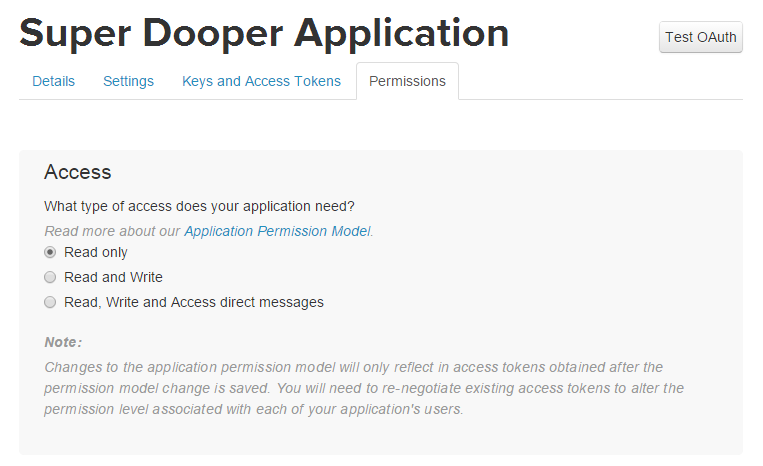 Super Dooper Application
Test OAuth
Details Settings Keys and Access Tokens Permissions
Access
What type of access does your application need?
Read more about our Application Permission Model.
Read only
Read and Write
Read, Write and Access direct messages
Note:
Changes to the application permission model will only reflect in access tokens obtained after the
permission model change is saved. You will need to re-negotiate existing access tokens to alter the
permission level associated with each of your application's users.